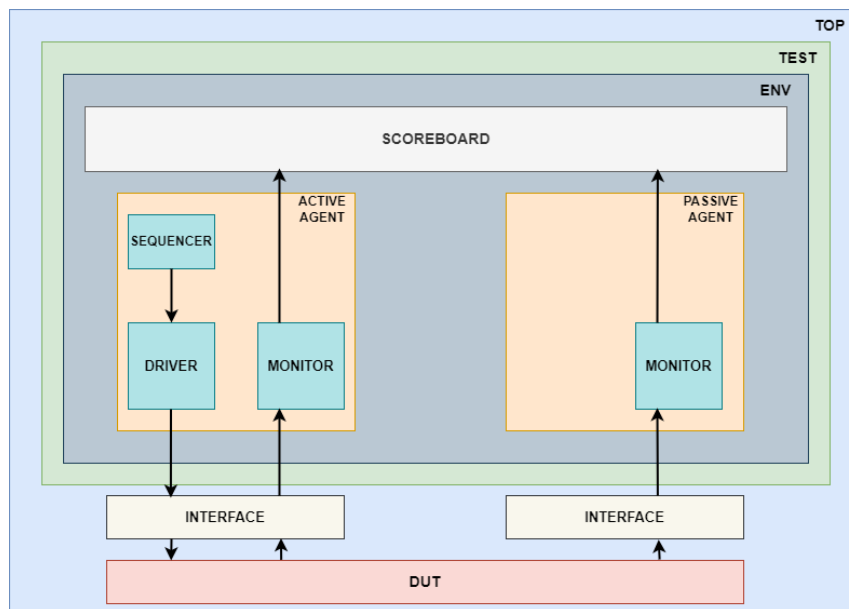 TOP
TEST
ENV
SCOREBOARD
ACTIVE
AGENT
PASSIVE
AGENT
SEQUENCER
DRIVER
MONITOR
MONITOR
INTERFACE
INTERFACE
DUT